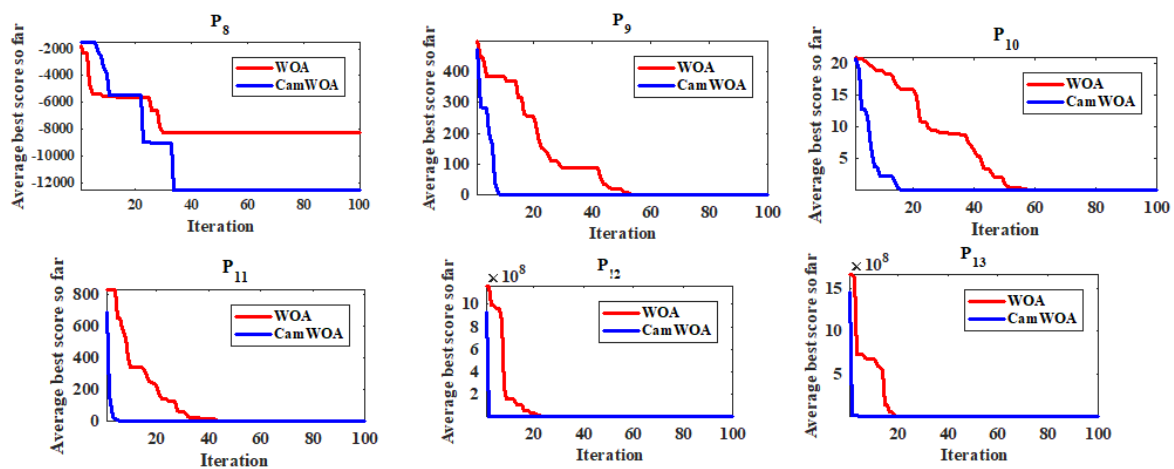 P8
Average best score so far
-2000
-4000
-6000
-8000
-10000
-12000
WOA
CamWOA
20
40
60
80
100
Iteration
P9
Average best score so far
400
300
200
100
0
WOA
CamWOA
20
40
60
80
100
Iteration
P10
Average best score so far
20
15
10
5
WOA
CamWOA
20
40
60
80
100
Iteration
P11
Average best score so far
800
600
400
200
0
WOA
CamWOA
20
40
60
80
100
Iteration
P12
× 10^8
Average best score so far
10
8
6
4
2
WOA
CamWOA
20
40
60
80
100
Iteration
P13
× 10^8
Average best score so far
15
10
5
WOA
CamWOA
20
40
60
80
100
Iteration